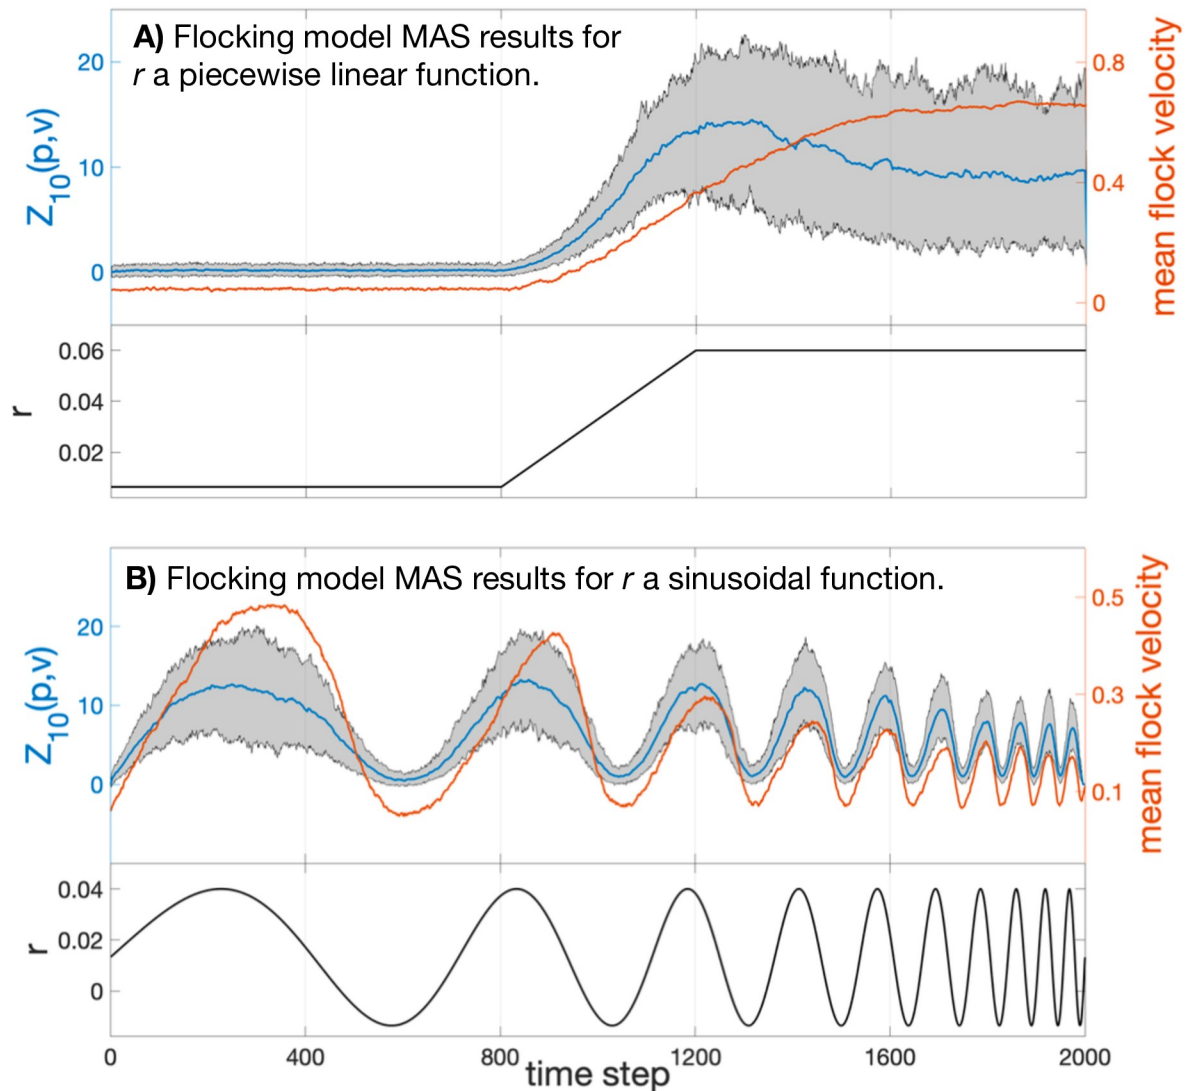 A) Flocking model MAS results for
r a piecewise linear function.
Z10(p,v)
20
10
0
mean flock velocity
0.8
0.4
0
r
0.06
0.04
0.02
B) Flocking model MAS results for r a sinusoidal function.
Z10(p,v)
20
10
0
mean flock velocity
0.5
0.3
0.1
r
0.04
0.02
0
0 400 800 1200 1600 2000
time step